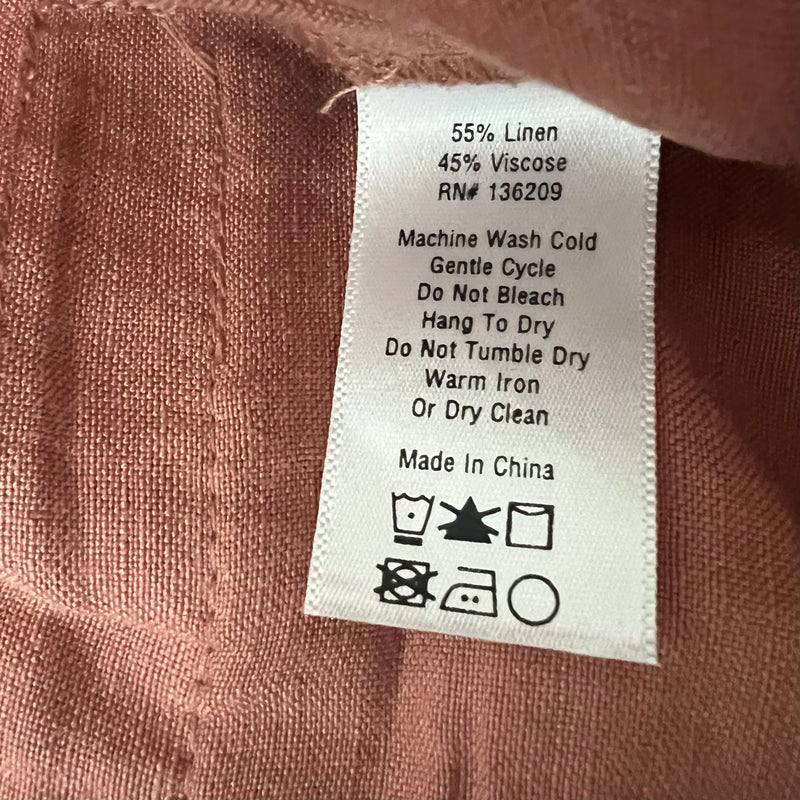 55% Linen
45% Viscose
RN# 136209
Machine Wash Cold
Gentle Cycle
Do Not Bleach
Hang To Dry
Do Not Tumble Dry
Warm Iron
Or Dry Clean
Made In China